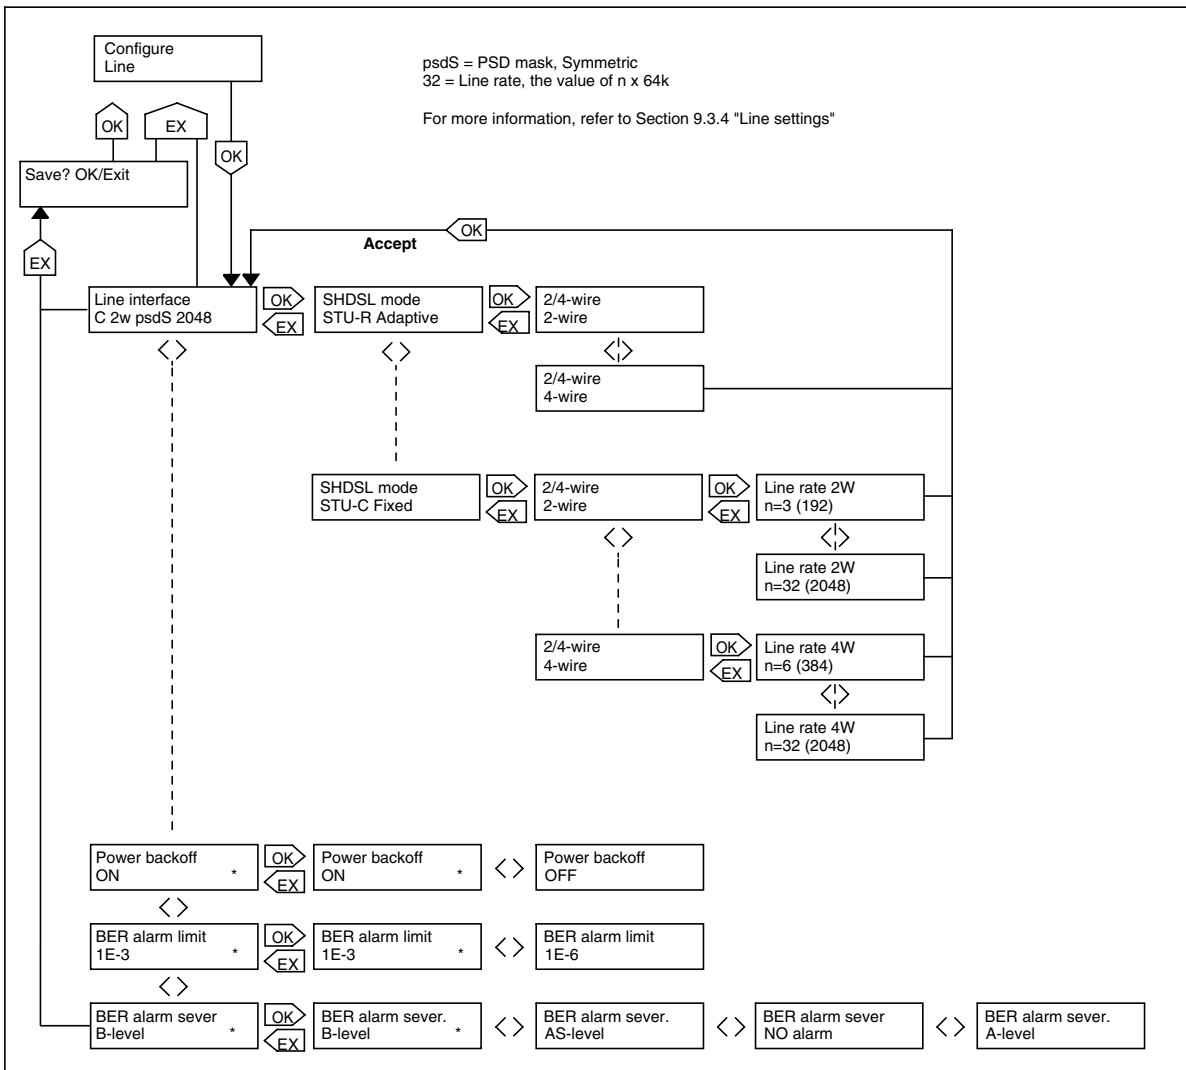 Configure
Line
psdS = PSD mask, Symmetric
32 = Line rate, the value of n x 64k
For more information, refer to Section 9.3.4 "Line settings"
OK
EX
OK
Save? OK/Exit
EX
Accept
OK
Line interface
C 2w psdS 2048
OK
EX
SHDSL mode
STU-R Adaptive
OK
EX
2/4-wire
2-wire
< >
< >
< >
2/4-wire
4-wire
SHDSL mode
STU-C Fixed
OK
EX
2/4-wire
2-wire
OK
EX
Line rate 2W
n=3 (192)
< >
< >
Line rate 2W
n=32 (2048)
2/4-wire
4-wire
OK
EX
Line rate 4W
n=6 (384)
< >
Line rate 4W
n=32 (2048)
Power backoff
ON *
OK
EX
Power backoff
ON *
< >
Power backoff
OFF
< >
BER alarm limit
1E-3 *
OK
EX
BER alarm limit
1E-3 *
< >
BER alarm limit
1E-6
< >
BER alarm sever
B-level *
OK
EX
BER alarm sever.
B-level *
< >
BER alarm sever.
AS-level
< >
BER alarm sever
NO alarm
< >
BER alarm sever.
A-level